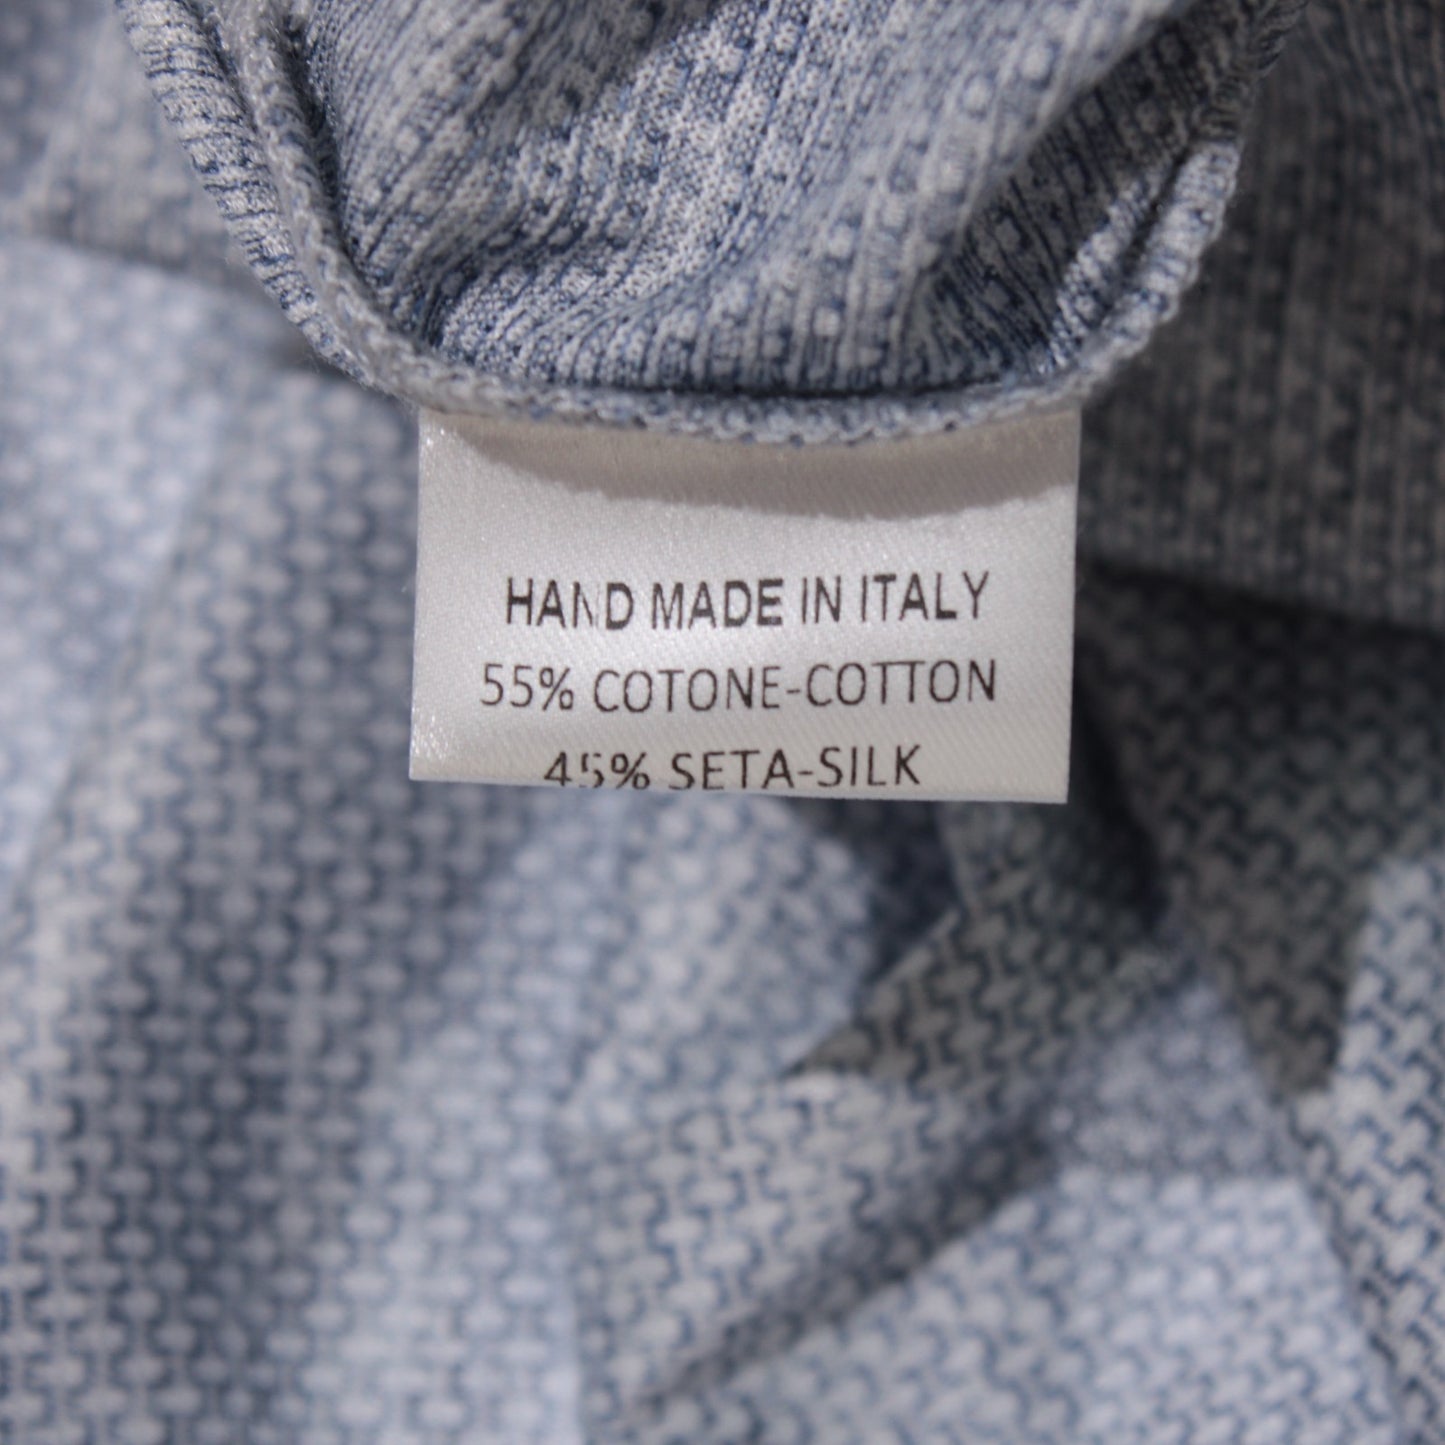 HAND MADE IN ITALY
55% COTONE-COTTON
45% SETA-SILK